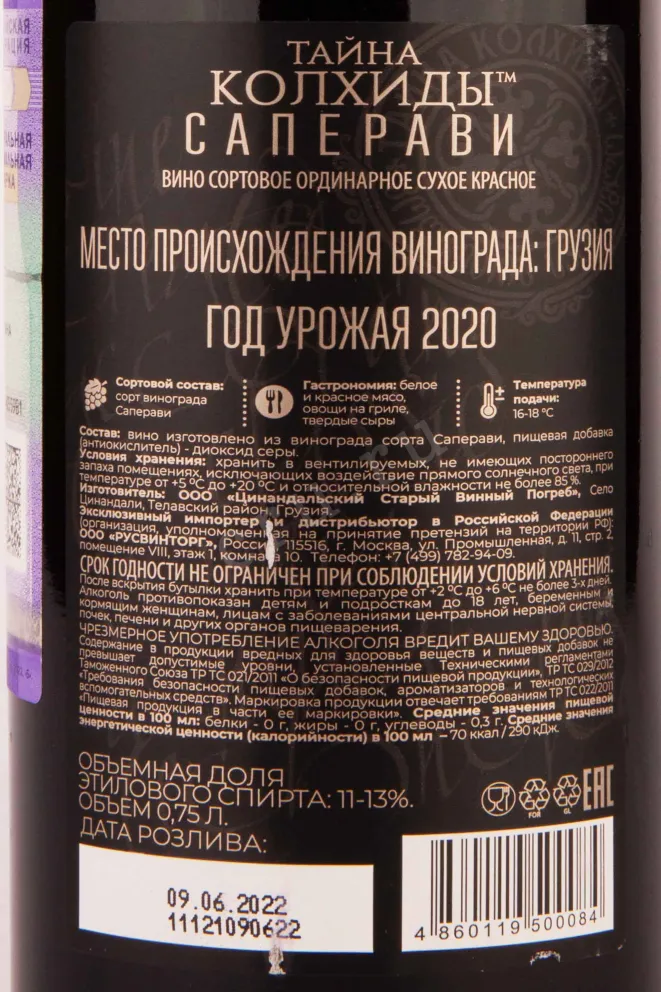 ТАЙНА
КОЛХИДЫ™
САПЕРАВИ
ВИНО СОРТОВОЕ ОРДИНАРНОЕ СУХОЕ КРАСНОЕ
МЕСТО ПРОИСХОЖДЕНИЯ ВИНОГРАДА: ГРУЗИЯ
ГОД УРОЖАЯ 2020
Сортовой состав:
сорт винограда
Саперави
Гастрономия: белое
и красное мясо,
овощи на гриле,
твердые сыры
Температура
подачи:
16-18 °C
Состав: вино изготовлено из винограда сорта Саперави, пищевая добавка
(антиокислитель) - диоксид серы.
Условия хранения: хранить в вентилируемых, не имеющих постороннего
запаха помещениях, исключающих воздействие прямого солнечного света, при
температуре от +5 °C до +20 °C и относительной влажности не более 85 %.
Изготовитель: ООО «Цинандальский Старый Винный Погреб», Село
Цинандали, Телавский район, Грузия.
Эксклюзивный импортер и дистрибьютор в Российской Федерации
(организация, уполномоченная на принятие претензий на территории РФ):
ООО «РУСВИНТОРГ», Россия, 115516, г. Москва, ул. Промышленная, д. 11, стр. 2,
помещение VIII, этаж 1, комната 10. Телефон: +7 (499) 782-94-09.
СРОК ГОДНОСТИ НЕ ОГРАНИЧЕН ПРИ СОБЛЮДЕНИИ УСЛОВИЙ ХРАНЕНИЯ.
После вскрытия бутылки хранить при температуре от +2 °C до +6 °C не более 3-х дней.
Алкоголь противопоказан детям и подросткам до 18 лет, беременным и
кормящим женщинам, лицам с заболеваниями центральной нервной системы,
почек, печени и других органов пищеварения.
ЧРЕЗМЕРНОЕ УПОТРЕБЛЕНИЕ АЛКОГОЛЯ ВРЕДИТ ВАШЕМУ ЗДОРОВЬЮ.
Содержание в продукции вредных для здоровья веществ и пищевых добавок не
превышает допустимые уровни, установленные Техническими регламентами
Таможенного Союза ТР ТС 021/2011 «О безопасности пищевой продукции», ТР ТС 029/2012
«Требования безопасности пищевых добавок, ароматизаторов и технологических
вспомогательных средств». Маркировка продукции отвечает требованиям ТР ТС 022/2011
«Пищевая продукция в части ее маркировки». Средние значения пищевой
ценности в 100 мл: белки - 0 г, жиры - 0 г, углеводы - 0,3 г. Средние значения
энергетической ценности (калорийности) в 100 мл – 70 ккал / 290 кДж.
ОБЪЕМНАЯ ДОЛЯ
ЭТИЛОВОГО СПИРТА: 11-13%.
ОБЪЕМ 0,75 Л.
ДАТА РОЗЛИВА:
FOR
GL
EAC
09.06.2022
11121090622
4 860119 500084